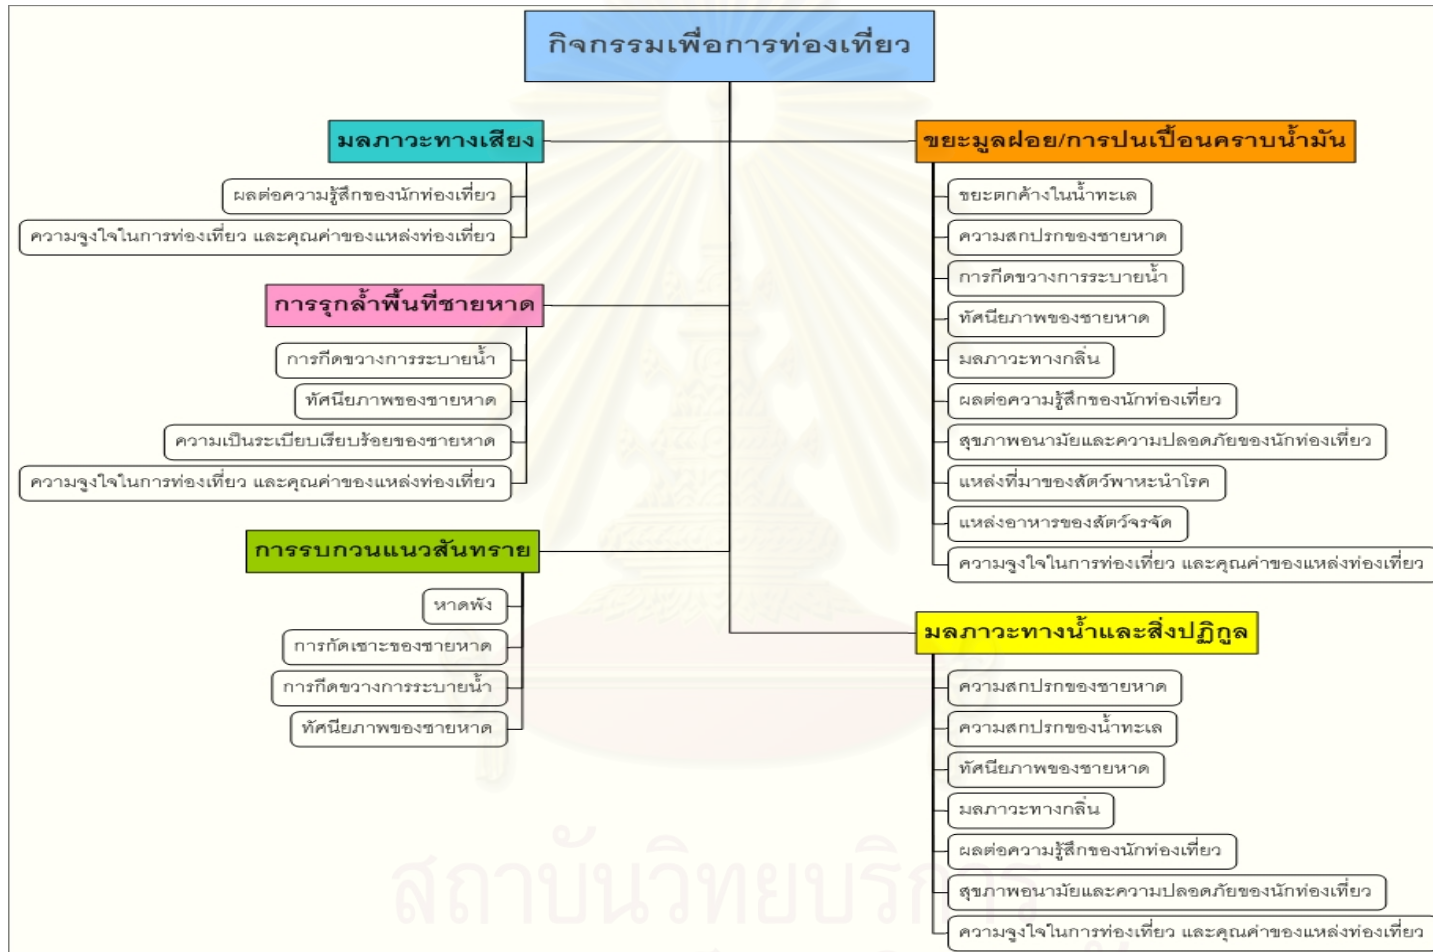 กิจกรรมเพื่อการท่องเที่ยว
มลภาวะทางเสียง
ผลต่อความรู้สึกของนักท่องเที่ยว
ความจูงใจในการท่องเที่ยว และคุณค่าของแหล่งท่องเที่ยว
การรุกล้ำพื้นที่ชายหาด
การกีดขวางการระบายน้ำ
ทัศนียภาพของชายหาด
ความเป็นระเบียบเรียบร้อยของชายหาด
ความจูงใจในการท่องเที่ยว และคุณค่าของแหล่งท่องเที่ยว
การรบกวนแนวสันทราย
หาดพัง
การกัดเซาะของชายหาด
การกีดขวางการระบายน้ำ
ทัศนียภาพของชายหาด
ขยะมูลฝอย/การปนเปื้อนคราบน้ำมัน
ขยะตกค้างในน้ำทะเล
ความสกปรกของชายหาด
การกีดขวางการระบายน้ำ
ทัศนียภาพของชายหาด
มลภาวะทางกลิ่น
ผลต่อความรู้สึกของนักท่องเที่ยว
สุขภาพอนามัยและความปลอดภัยของนักท่องเที่ยว
แหล่งที่มาของสัตว์พาหะนำโรค
แหล่งอาหารของสัตว์จรจัด
ความจูงใจในการท่องเที่ยว และคุณค่าของแหล่งท่องเที่ยว
มลภาวะทางน้ำและสิ่งปฏิกูล
ความสกปรกของชายหาด
ความสกปรกของน้ำทะเล
ทัศนียภาพของชายหาด
มลภาวะทางกลิ่น
ผลต่อความรู้สึกของนักท่องเที่ยว
สุขภาพอนามัยและความปลอดภัยของนักท่องเที่ยว
ความจูงใจในการท่องเที่ยว และคุณค่าของแหล่งท่องเที่ยว
สถาบันวิทยบริการ